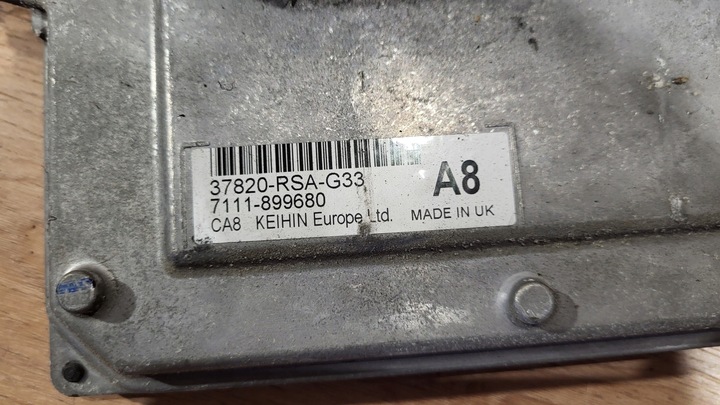 37820-RSA-G33
7111-899680
A8
CA8 KEIHIN Europe Ltd. MADE IN UK